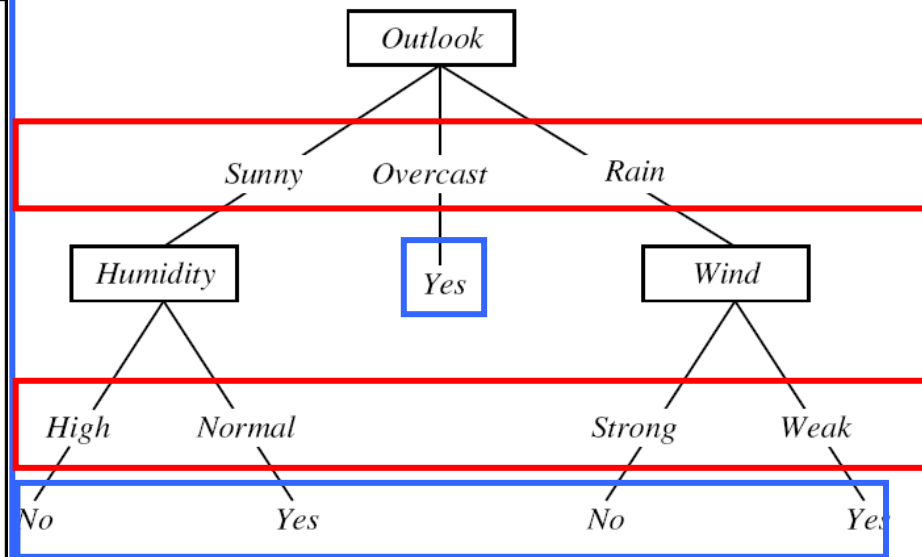 Outlook
Sunny Overcast Rain
Humidity Yes Wind
High Normal Strong Weak
No Yes No Yes